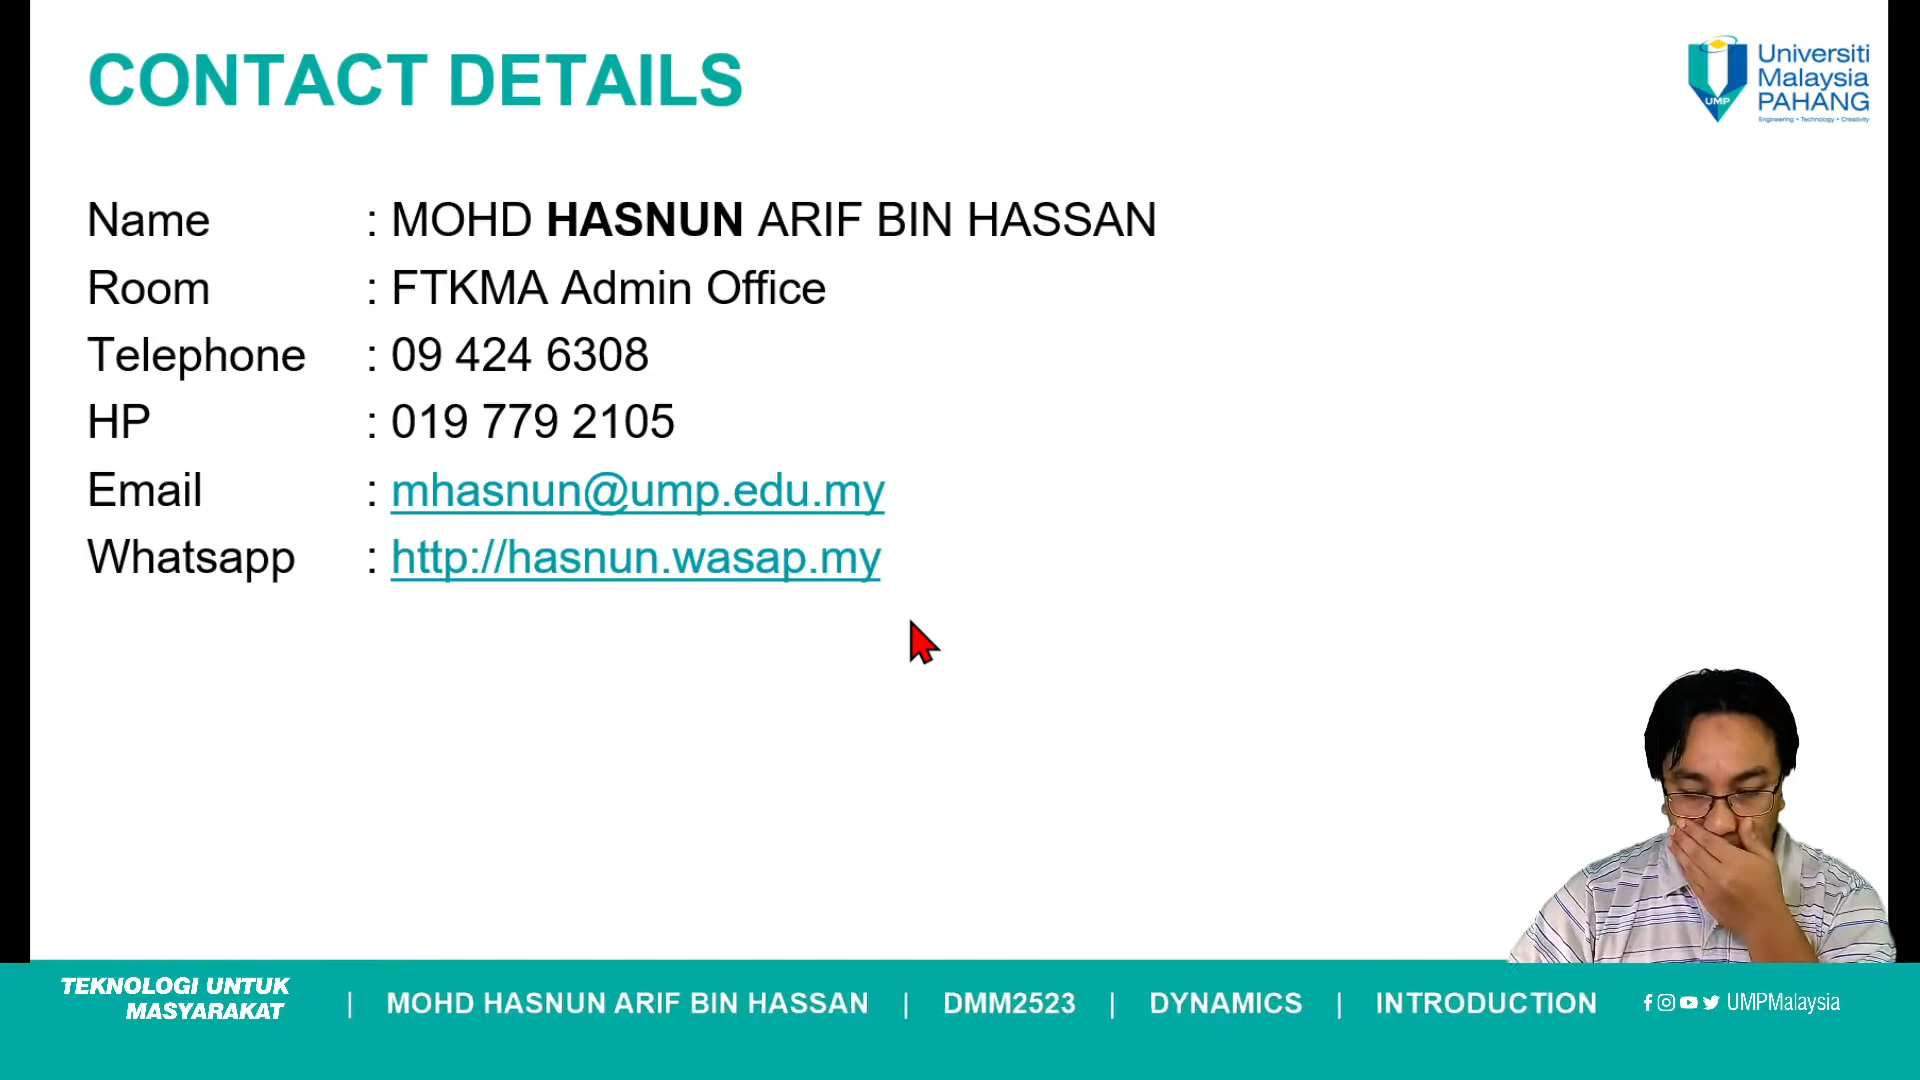 CONTACT DETAILS
Universiti
Malaysia
PAHANG
Engineering • Technology • Creativity
UMP
Name : MOHD HASNUN ARIF BIN HASSAN
Room : FTKMA Admin Office
Telephone : 09 424 6308
HP : 019 779 2105
Email : mhasnun@ump.edu.my
Whatsapp : http://hasnun.wasap.my
TEKNOLOGI UNTUK
MASYARAKAT
| MOHD HASNUN ARIF BIN HASSAN | DMM2523 | DYNAMICS | INTRODUCTION
UMPMalaysia